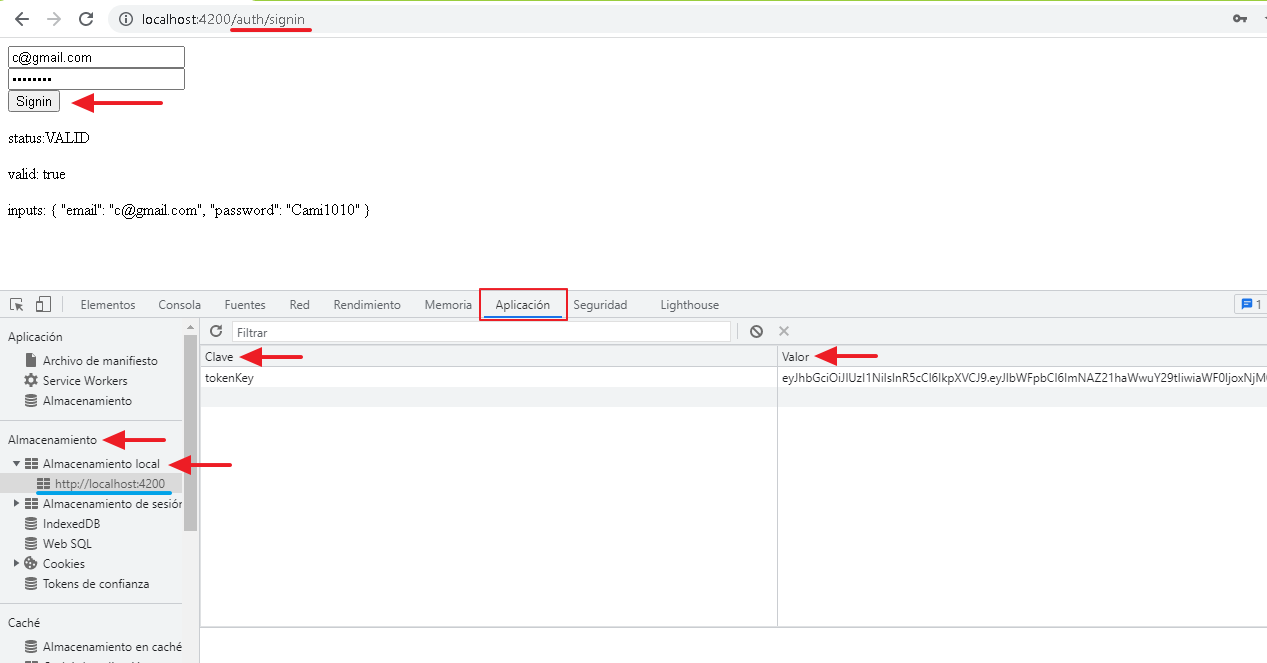 localhost:4200/auth/signin
c@gmail.com
••••••••
Signin
status:VALID
valid: true
inputs: { "email": "c@gmail.com", "password": "Cami1010" }
Elementos Consola Fuentes Red Rendimiento Memoria Aplicación Seguridad Lighthouse 1
Aplicación
Archivo de manifiesto
Service Workers
Almacenamiento
Almacenamiento
Almacenamiento local
http://localhost:4200
Almacenamiento de sesión
IndexedDB
Web SQL
Cookies
Tokens de confianza
Caché
Almacenamiento en caché
Filtrar
Clave Valor
tokenKey